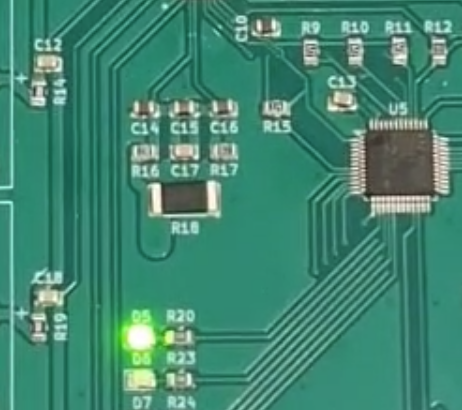 C10
R9 R10 R11 R12
C12
R14
C13
U5
C14 C15 C16 R15
R16 C17 R17
R18
C18
R19
D5 R20
D6 R23
D7 R24